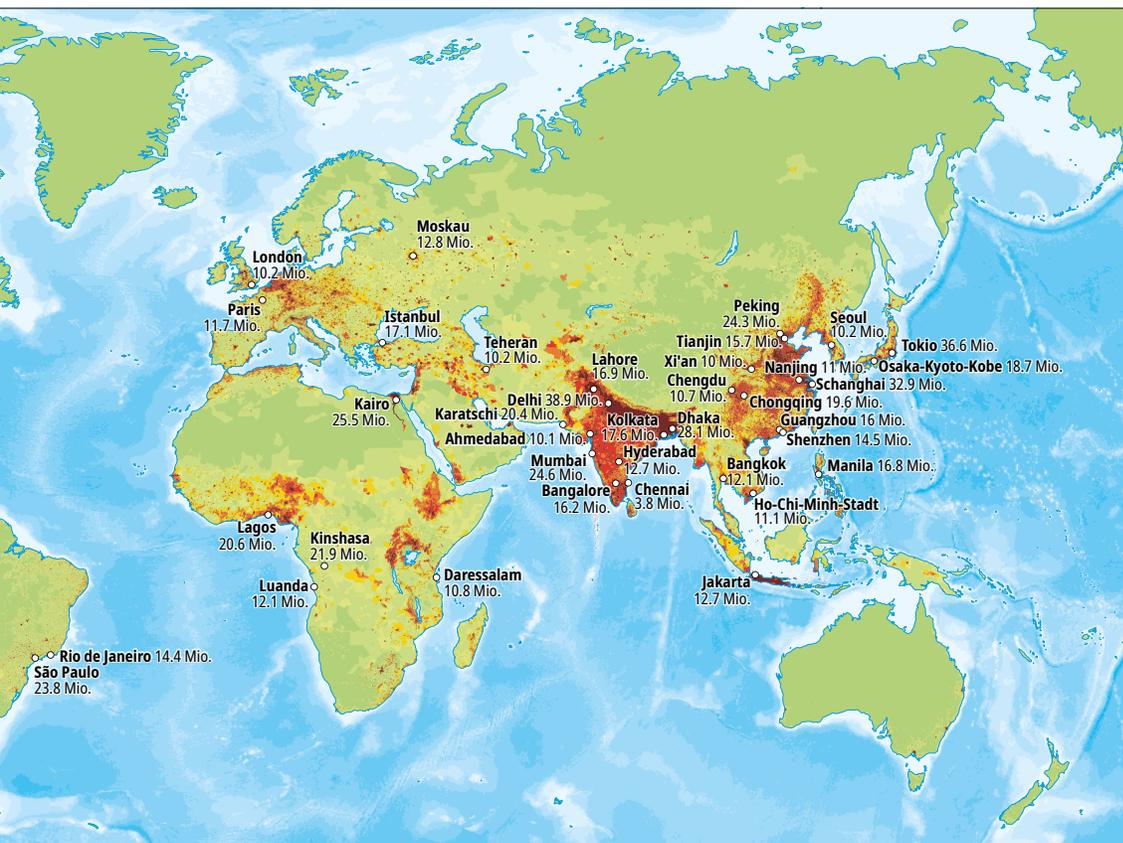 Moskau
12.8 Mio.
London
10.2 Mio.
Paris
11.7 Mio.
Istanbul
17.1 Mio.
Teheran
10.2 Mio.
Peking
24.3 Mio.
Seoul
10.2 Mio.
Tianjin 15.7 Mio.
Tokio 36.6 Mio.
Lahore
16.9 Mio.
Xi'an 10 Mio.
Nanjing 11 Mio.
Osaka-Kyoto-Kobe 18.7 Mio.
Chengdu
10.7 Mio.
Schanghai 32.9 Mio.
Kairo
25.5 Mio.
Delhi 38.9 Mio.
Chongqing 19.6 Mio.
Karatschi 20.4 Mio.
Kolkata
17.6 Mio.
Dhaka
28.1 Mio.
Guangzhou 16 Mio.
Ahmedabad 10.1 Mio.
Shenzhen 14.5 Mio.
Hyderabad
12.7 Mio.
Mumbai
24.6 Mio.
Bangkok
12.1 Mio.
Manila 16.8 Mio.
Bangalore
16.2 Mio.
Chennai
3.8 Mio.
Ho-Chi-Minh-Stadt
11.1 Mio.
Lagos
20.6 Mio.
Kinshasa
21.9 Mio.
Luanda
12.1 Mio.
Daressalam
10.8 Mio.
Jakarta
12.7 Mio.
Rio de Janeiro 14.4 Mio.
São Paulo
23.8 Mio.